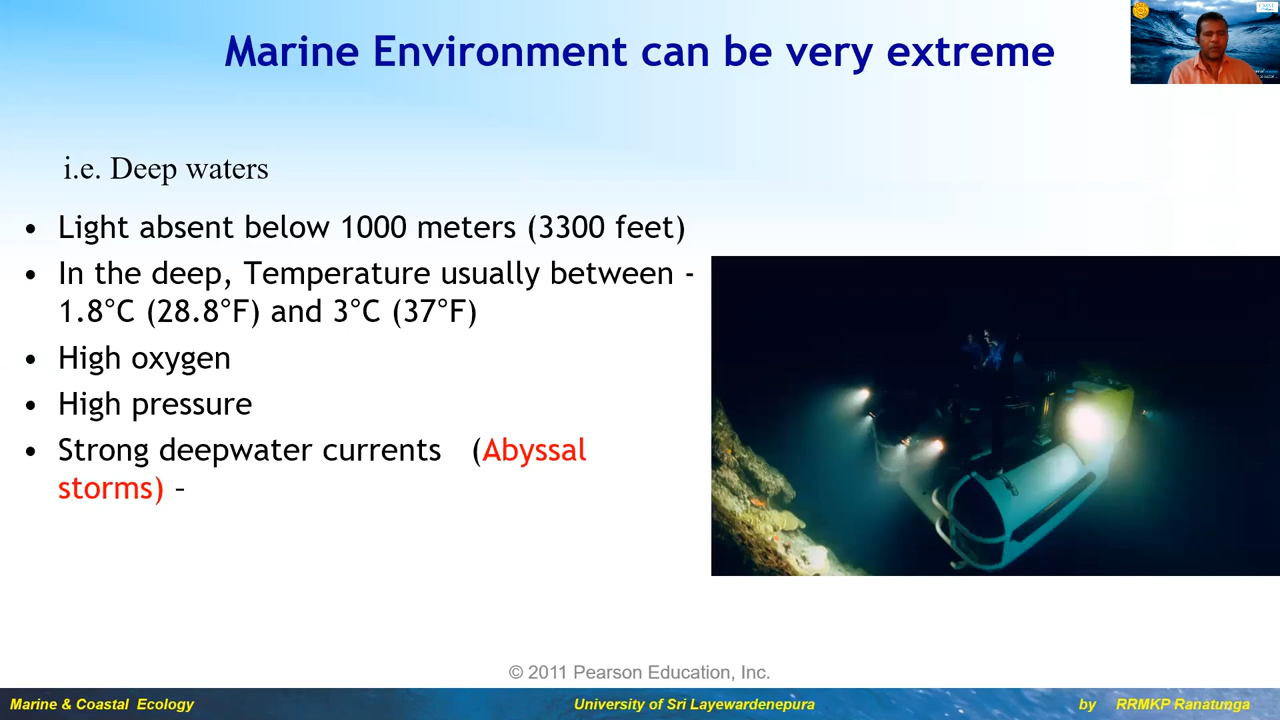 Marine Environment can be very extreme
i.e. Deep waters
• Light absent below 1000 meters (3300 feet)
• In the deep, Temperature usually between -
1.8°C (28.8°F) and 3°C (37°F)
• High oxygen
• High pressure
• Strong deepwater currents (Abyssal
storms) –
© 2011 Pearson Education, Inc.
Marine & Coastal Ecology University of Sri Layewardenepura by RRMKP Ranatunga